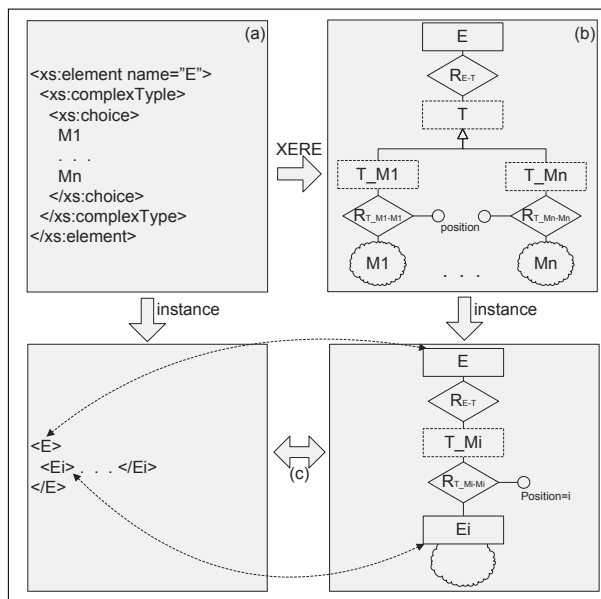 (a)
<xs:element name=”E”>
<xs:complexTyple>
<xs:choice>
M1
. . .
Mn
</xs:choice>
</xs:complexType>
</xs:element>
XERE
(b)
E
RE-T
T
T_M1
T_Mn
RT_M1-M1
position
RT_Mn-Mn
M1
. . .
Mn
instance
instance
<E>
<Ei> . . . </Ei>
</E>
(c)
E
RE-T
T_Mi
RT_Mi-Mi
Position=i
Ei